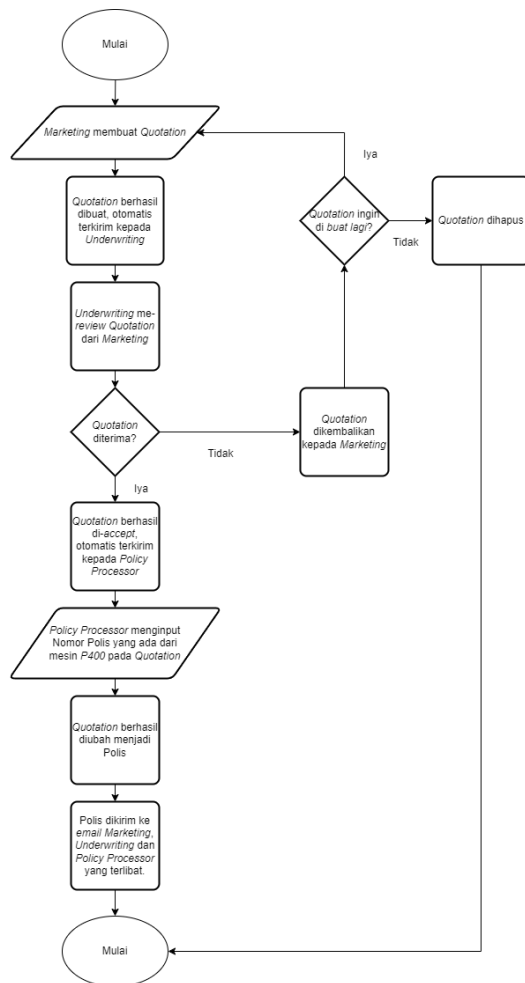 Mulai
Marketing membuat Quotation
Quotation berhasil
dibuat, otomatis
terkirim kepada
Underwriting
Underwriting me-
review Quotation
dari Marketing
Quotation
diterima?
Tidak
Iya
Quotation
dikembalikan
kepada Marketing
Quotation ingin
di buat lagi?
Iya
Tidak
Quotation dihapus
Quotation berhasil
di-accept,
otomatis terkirim
kepada Policy
Processor
Policy Processor menginput
Nomor Polis yang ada dari
mesin P400 pada Quotation
Quotation berhasil
diubah menjadi
Polis
Polis dikirim ke
email Marketing,
Underwriting dan
Policy Processor
yang terlibat.
Mulai